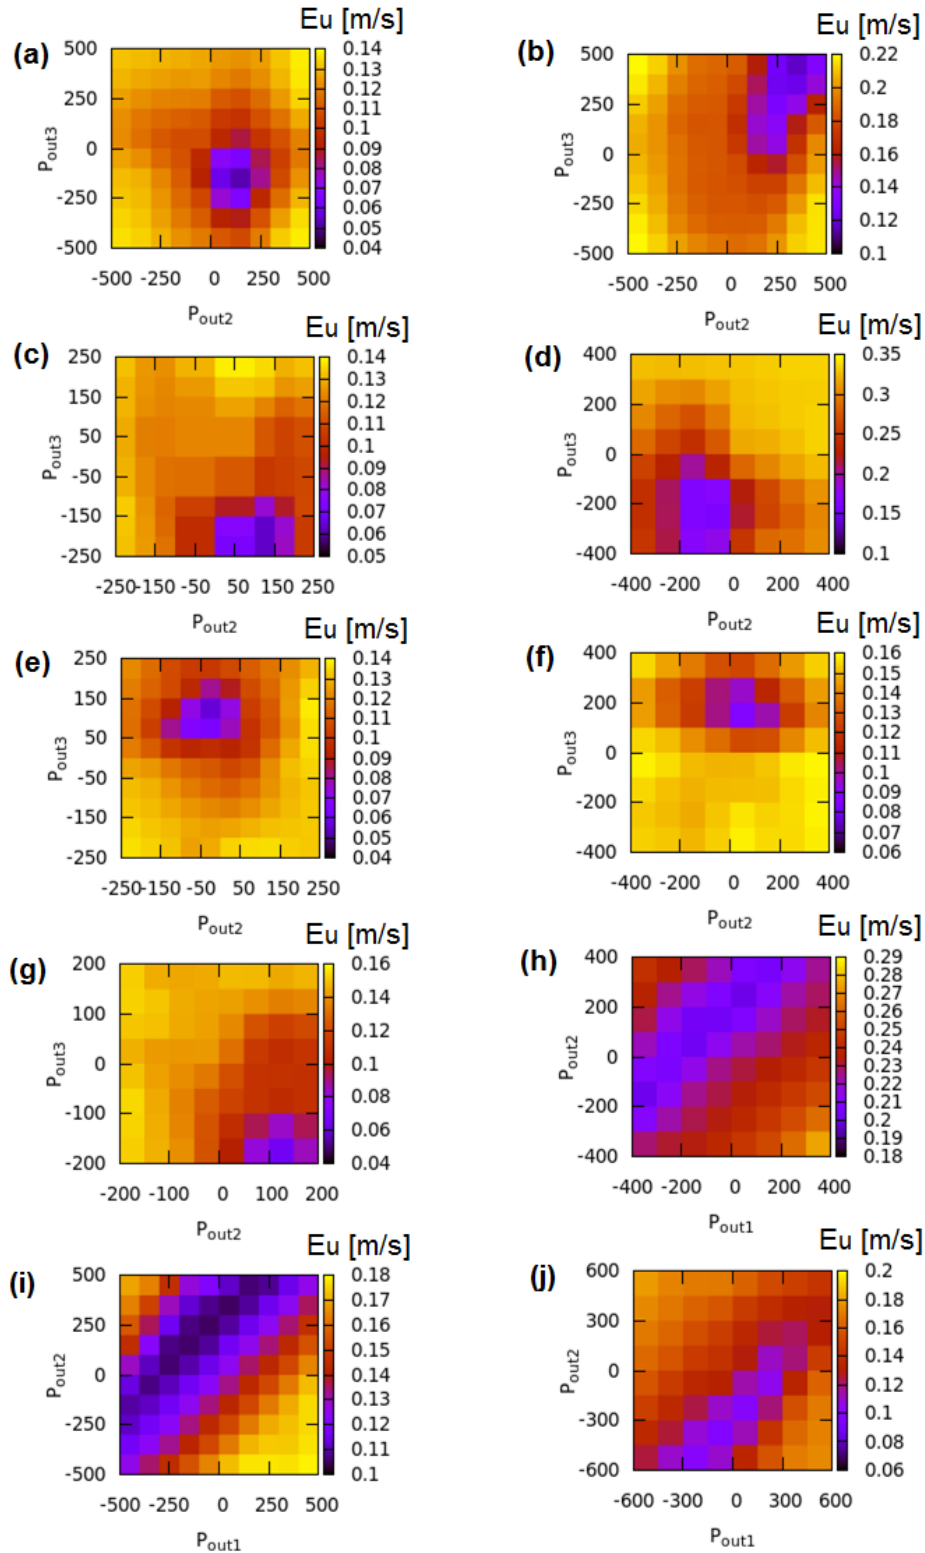 (a)
Eu [m/s]
500
250
0
-250
-500
Pout3
-500 -250 0 250 500
Pout2
0.14
0.13
0.12
0.11
0.1
0.09
0.08
0.07
0.06
0.05
0.04
(b)
Eu [m/s]
500
250
0
-250
-500
Pout3
-500 -250 0 250 500
Pout2
0.22
0.2
0.18
0.16
0.14
0.12
0.1
(c)
Eu [m/s]
250
150
50
-50
-150
-250
Pout3
-250 -150 -50 50 150 250
Pout2
0.14
0.13
0.12
0.11
0.1
0.09
0.08
0.07
0.06
0.05
(d)
Eu [m/s]
400
200
0
-200
-400
Pout3
-400 -200 0 200 400
Pout2
0.35
0.3
0.25
0.2
0.15
0.1
(e)
Eu [m/s]
250
150
50
-50
-150
-250
Pout3
-250 -150 -50 50 150 250
Pout2
0.14
0.13
0.12
0.11
0.1
0.09
0.08
0.07
0.06
0.05
0.04
(f)
Eu [m/s]
400
200
0
-200
-400
Pout3
-400 -200 0 200 400
Pout2
0.16
0.15
0.14
0.13
0.12
0.11
0.1
0.09
0.08
0.07
0.06
(g)
Eu [m/s]
200
100
0
-100
-200
Pout3
-200 -100 0 100 200
Pout2
0.16
0.14
0.12
0.1
0.08
0.06
0.04
(h)
Eu [m/s]
400
200
0
-200
-400
Pout2
-400 -200 0 200 400
Pout1
0.29
0.28
0.27
0.26
0.25
0.24
0.23
0.22
0.21
0.2
0.19
0.18
(i)
Eu [m/s]
500
250
0
-250
-500
Pout2
-500 -250 0 250 500
Pout1
0.18
0.17
0.16
0.15
0.14
0.13
0.12
0.11
0.1
(j)
Eu [m/s]
600
300
0
-300
-600
Pout2
-600 -300 0 300 600
Pout1
0.2
0.18
0.16
0.14
0.12
0.1
0.08
0.06